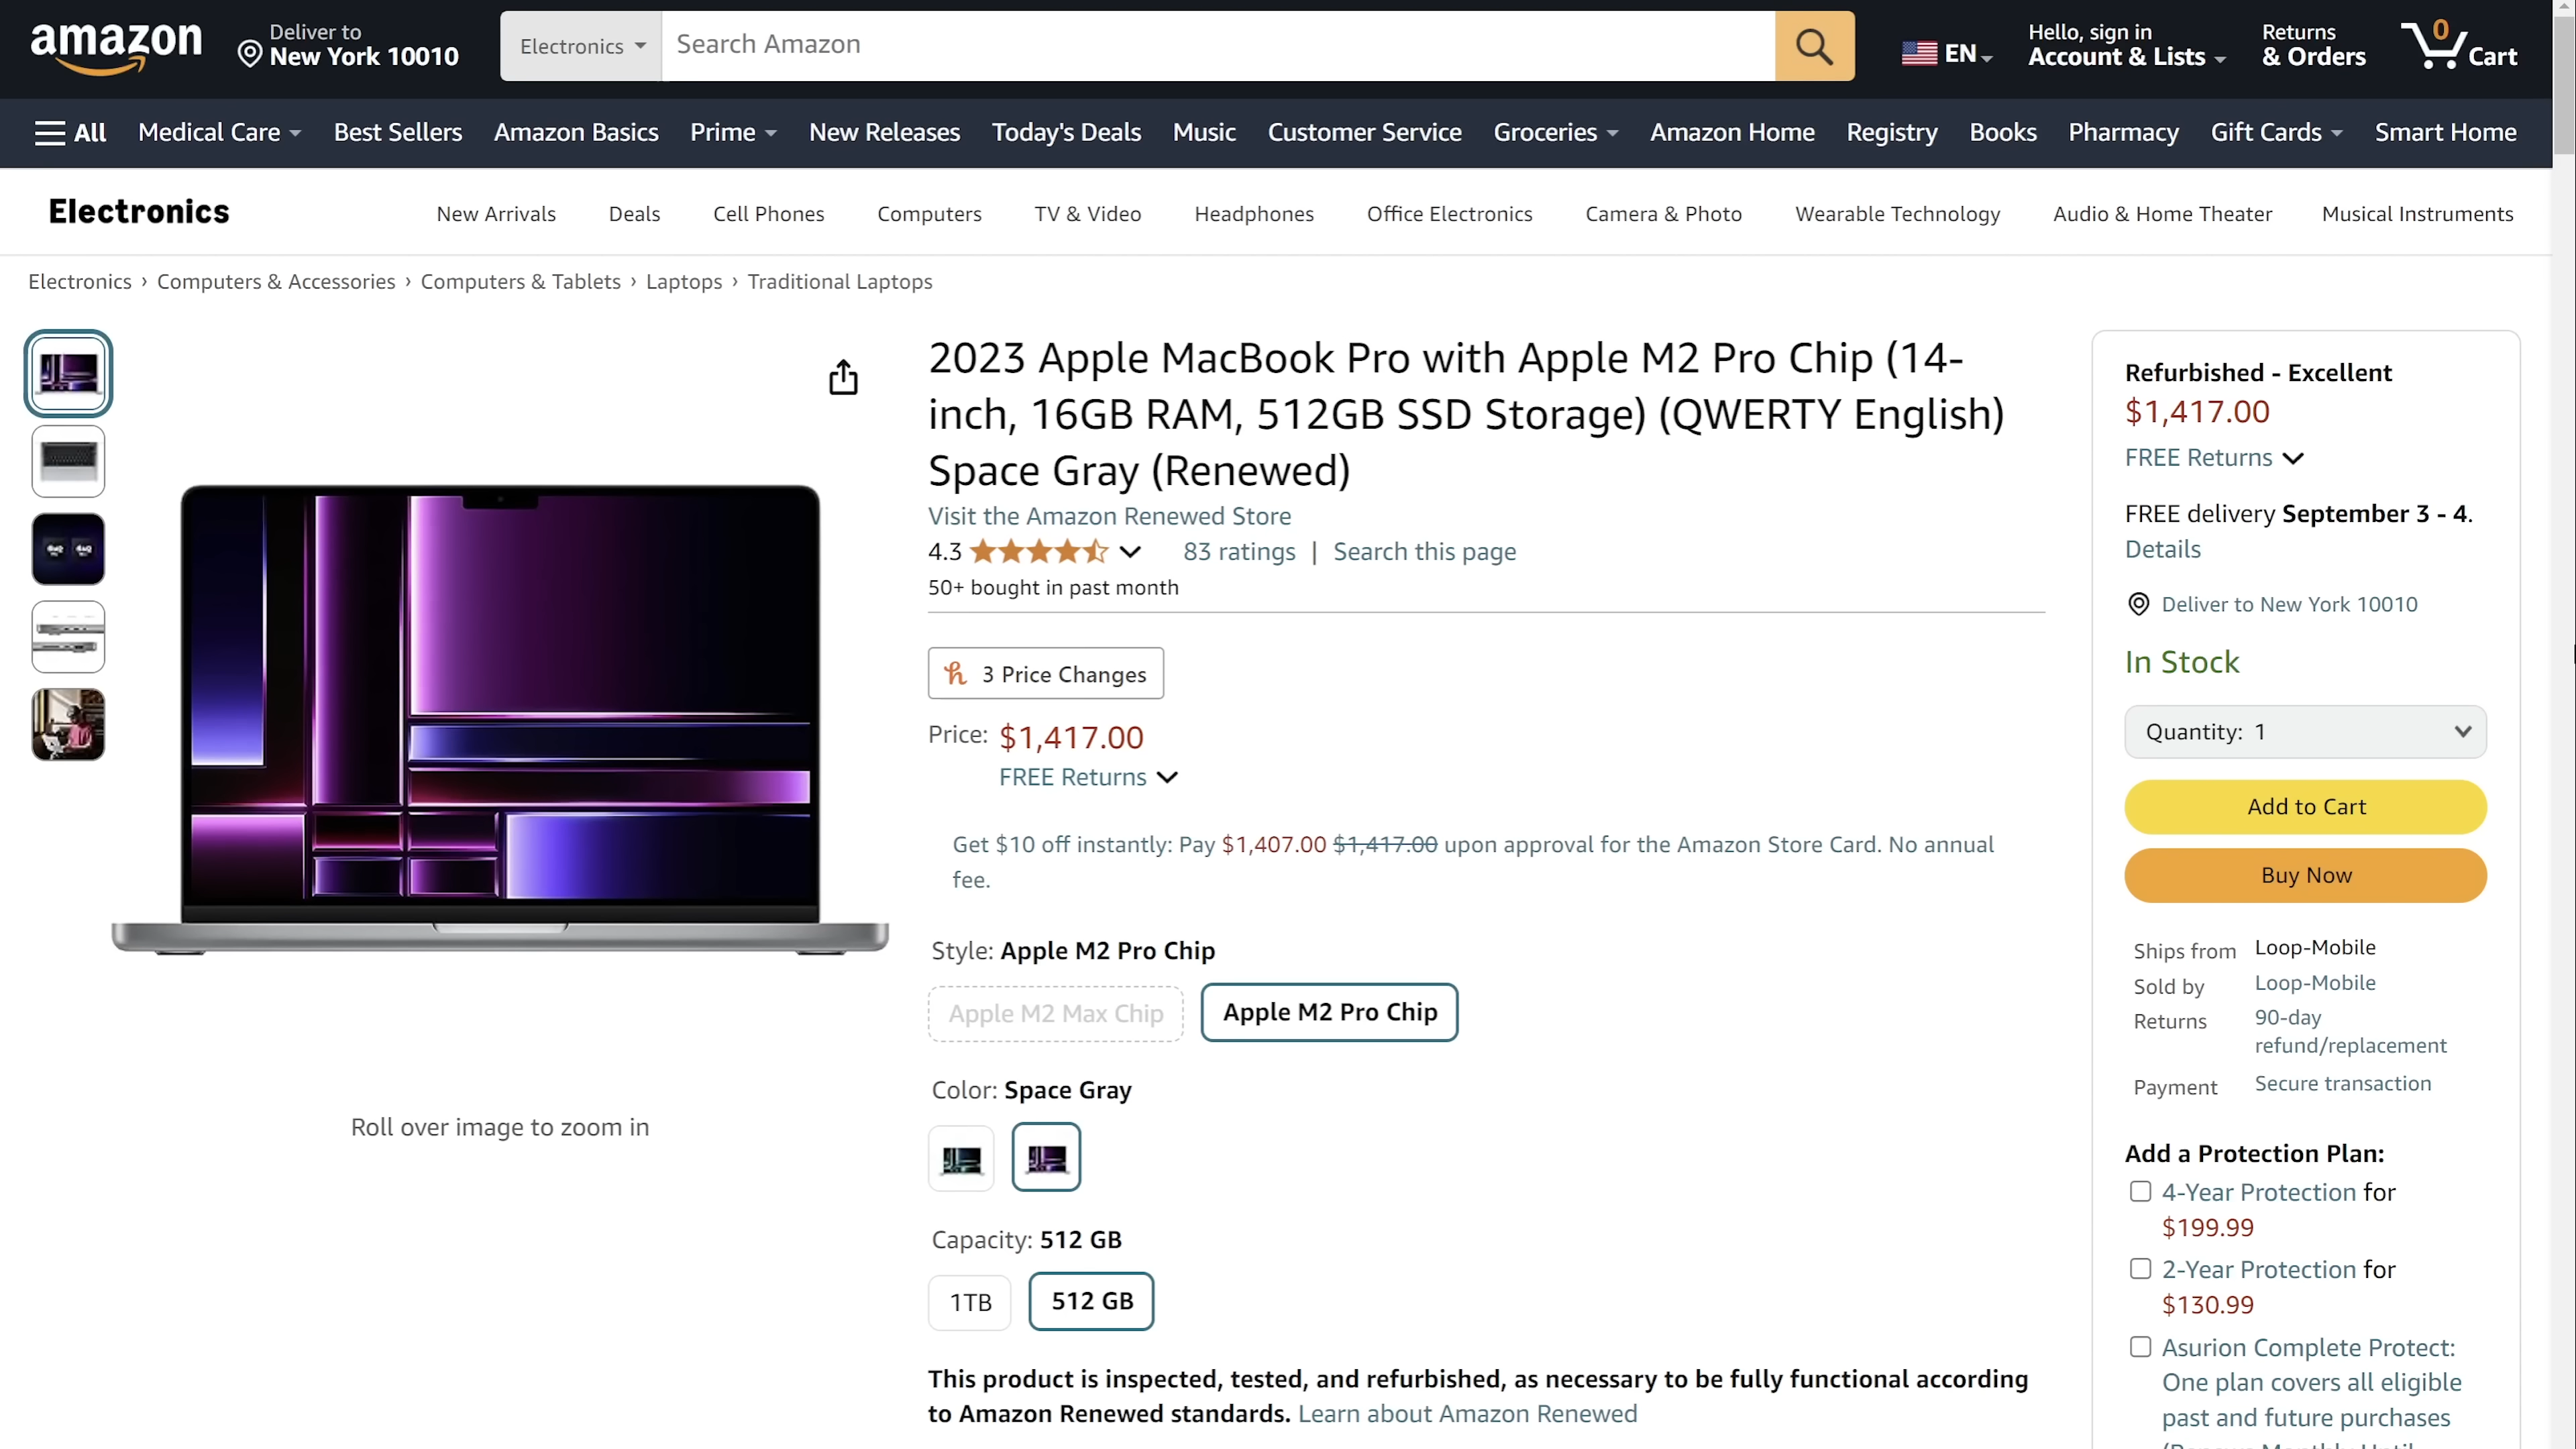 amazon
Deliver to
New York 10010
Electronics
Search Amazon
EN
Hello, sign in
Account & Lists
Returns
& Orders
0
Cart
All
Medical Care
Best Sellers
Amazon Basics
Prime
New Releases
Today's Deals
Music
Customer Service
Groceries
Amazon Home
Registry
Books
Pharmacy
Gift Cards
Smart Home
Electronics
New Arrivals
Deals
Cell Phones
Computers
TV & Video
Headphones
Office Electronics
Camera & Photo
Wearable Technology
Audio & Home Theater
Musical Instruments
Electronics › Computers & Accessories › Computers & Tablets › Laptops › Traditional Laptops
Roll over image to zoom in
2023 Apple MacBook Pro with Apple M2 Pro Chip (14-
inch, 16GB RAM, 512GB SSD Storage) (QWERTY English)
Space Gray (Renewed)
Visit the Amazon Renewed Store
4.3
83 ratings | Search this page
50+ bought in past month
3 Price Changes
Price: $1,417.00
FREE Returns
Get $10 off instantly: Pay $1,407.00 $1,417.00 upon approval for the Amazon Store Card. No annual
fee.
Style: Apple M2 Pro Chip
Apple M2 Max Chip
Apple M2 Pro Chip
Color: Space Gray
Capacity: 512 GB
1TB
512 GB
This product is inspected, tested, and refurbished, as necessary to be fully functional according
to Amazon Renewed standards. Learn about Amazon Renewed
Refurbished - Excellent
$1,417.00
FREE Returns
FREE delivery September 3 - 4.
Details
Deliver to New York 10010
In Stock
Quantity: 1
Add to Cart
Buy Now
Ships from Loop-Mobile
Sold by Loop-Mobile
Returns 90-day
refund/replacement
Payment Secure transaction
Add a Protection Plan:
4-Year Protection for
$199.99
2-Year Protection for
$130.99
Asurion Complete Protect:
One plan covers all eligible
past and future purchases